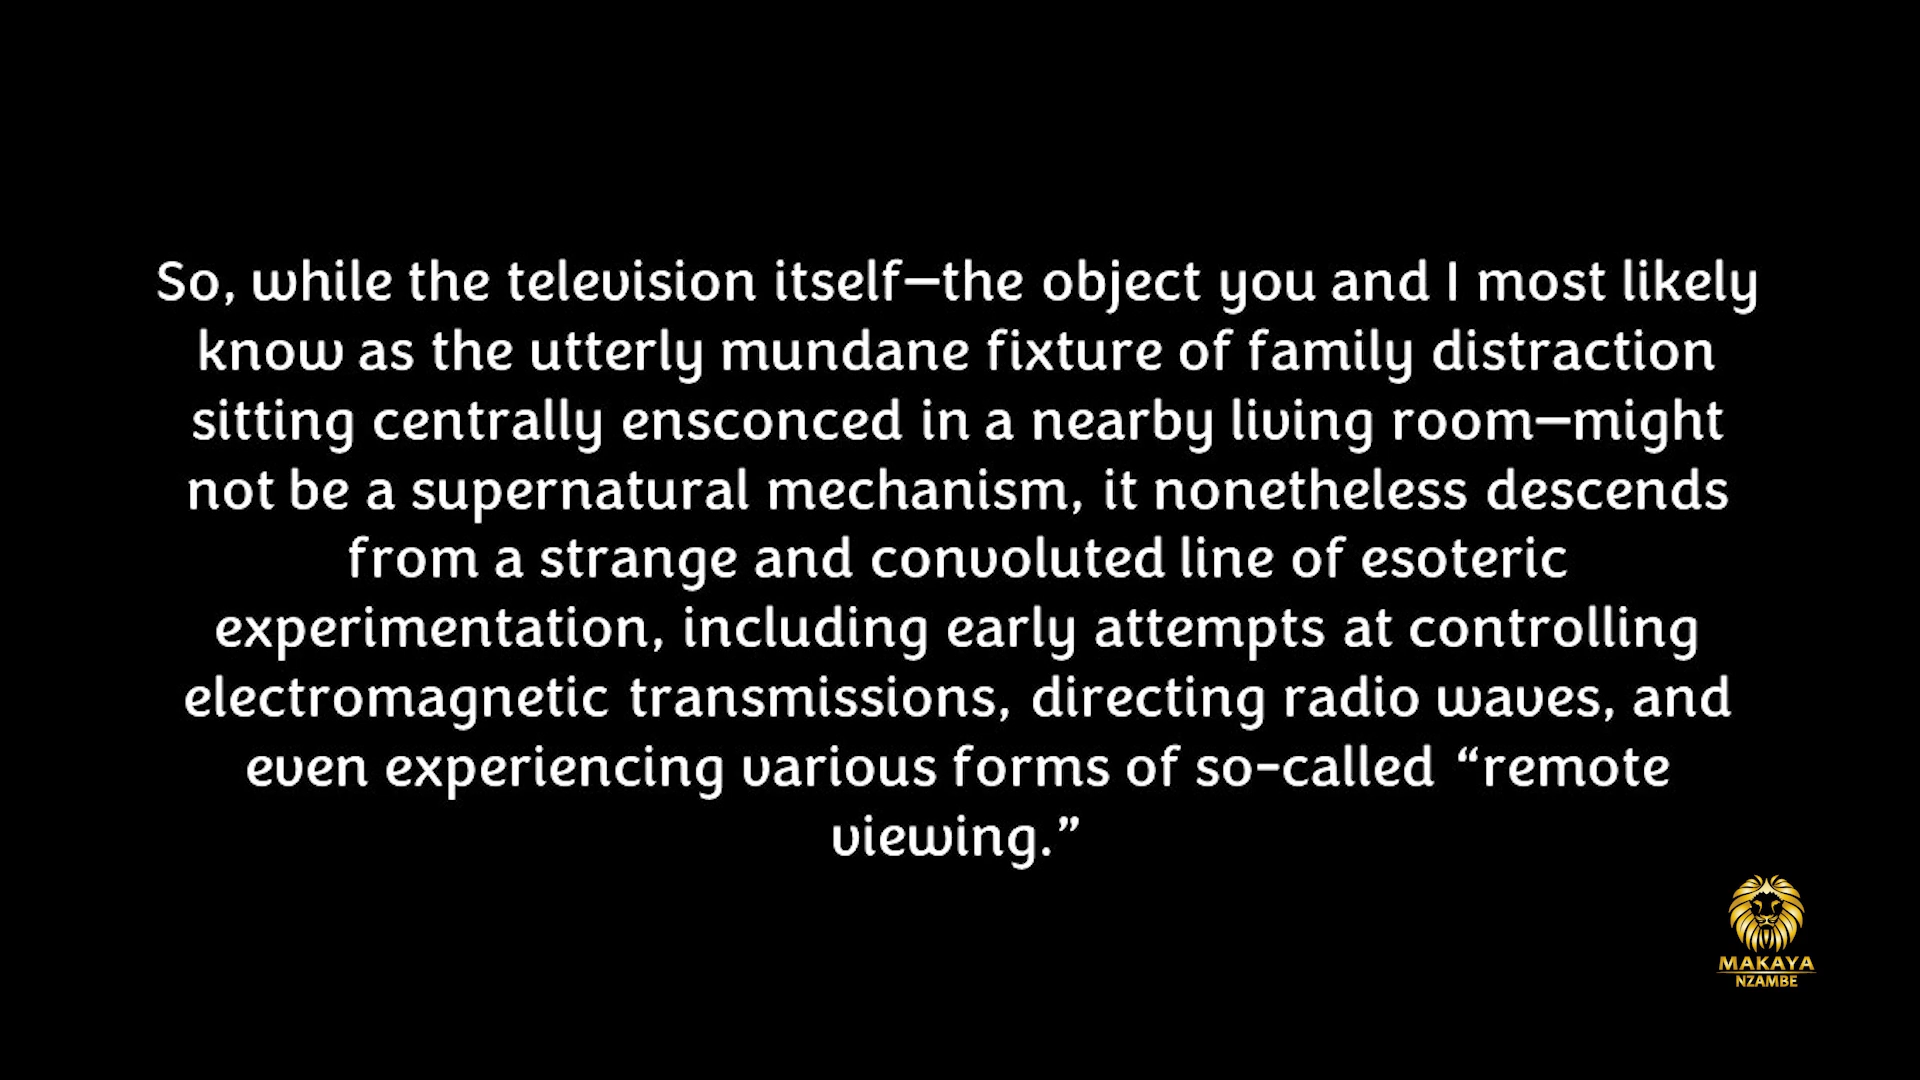 So, while the television itself—the object you and I most likely
know as the utterly mundane fixture of family distraction
sitting centrally ensconced in a nearby living room—might
not be a supernatural mechanism, it nonetheless descends
from a strange and convoluted line of esoteric
experimentation, including early attempts at controlling
electromagnetic transmissions, directing radio waves, and
even experiencing various forms of so-called “remote
viewing.”
MAKAYA
NZAMBE